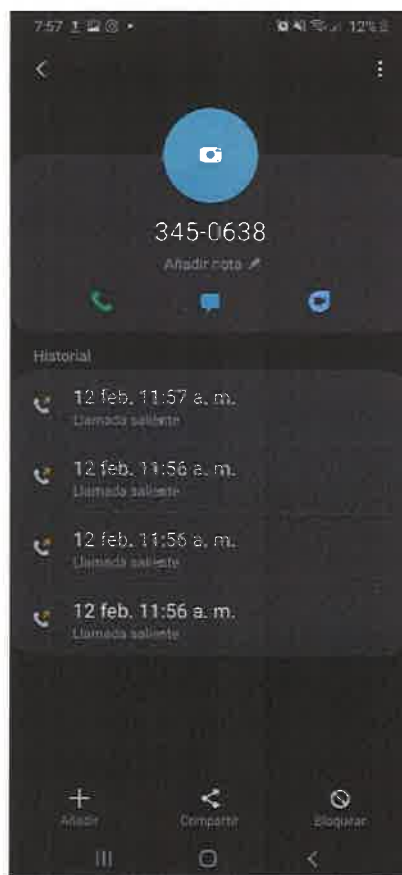 7:57 12%
345-0638
Añadir nota
Historial
12 feb. 11:57 a. m.
Llamada saliente
12 feb. 11:56 a. m.
Llamada saliente
12 feb. 11:56 a. m.
Llamada saliente
12 feb. 11:56 a. m.
Llamada saliente
Añadir Compartir Bloquear